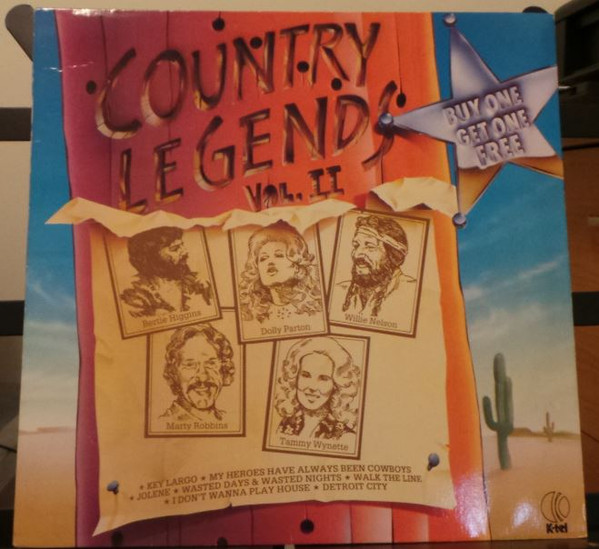 COUNTRY
LEGENDS
VOL. II
BUY ONE
GET ONE
FREE
Bertie Higgins
Dolly Parton
Willie Nelson
Marty Robbins
Tammy Wynette
• KEY LARGO ★ MY HEROES HAVE ALWAYS BEEN COWBOYS
• JOLENE ★ WASTED DAYS & WASTED NIGHTS ★ WALK THE LINE
★ I DON'T WANNA PLAY HOUSE ★ DETROIT CITY
K-tel